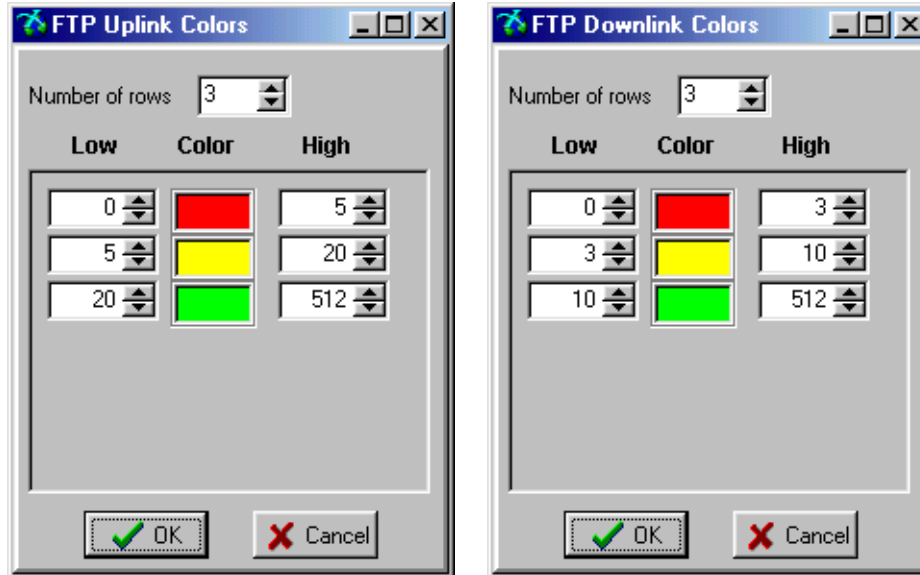 FTP Uplink Colors
Number of rows 3
Low Color High
0 5
5 20
20 512
OK Cancel
FTP Downlink Colors
Number of rows 3
Low Color High
0 3
3 10
10 512
OK Cancel